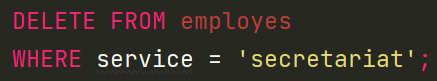 DELETE FROM employes
WHERE service = 'secretariat';